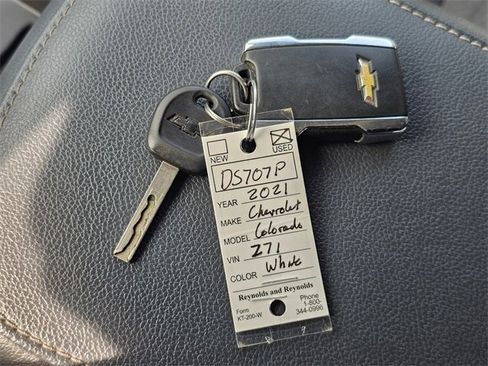 NEW USED
DS707P
YEAR 2021
MAKE Chevrolet
MODEL Colorado
VIN Z71
COLOR White
Reynolds and Reynolds
Form
KT-200-W
Phone
1-800-
344-0996